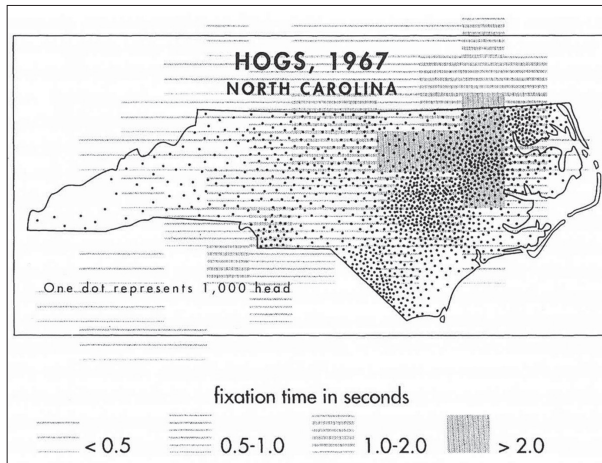 HOGS, 1967
NORTH CAROLINA
One dot represents 1,000 head
fixation time in seconds
< 0.5
0.5-1.0
1.0-2.0
> 2.0